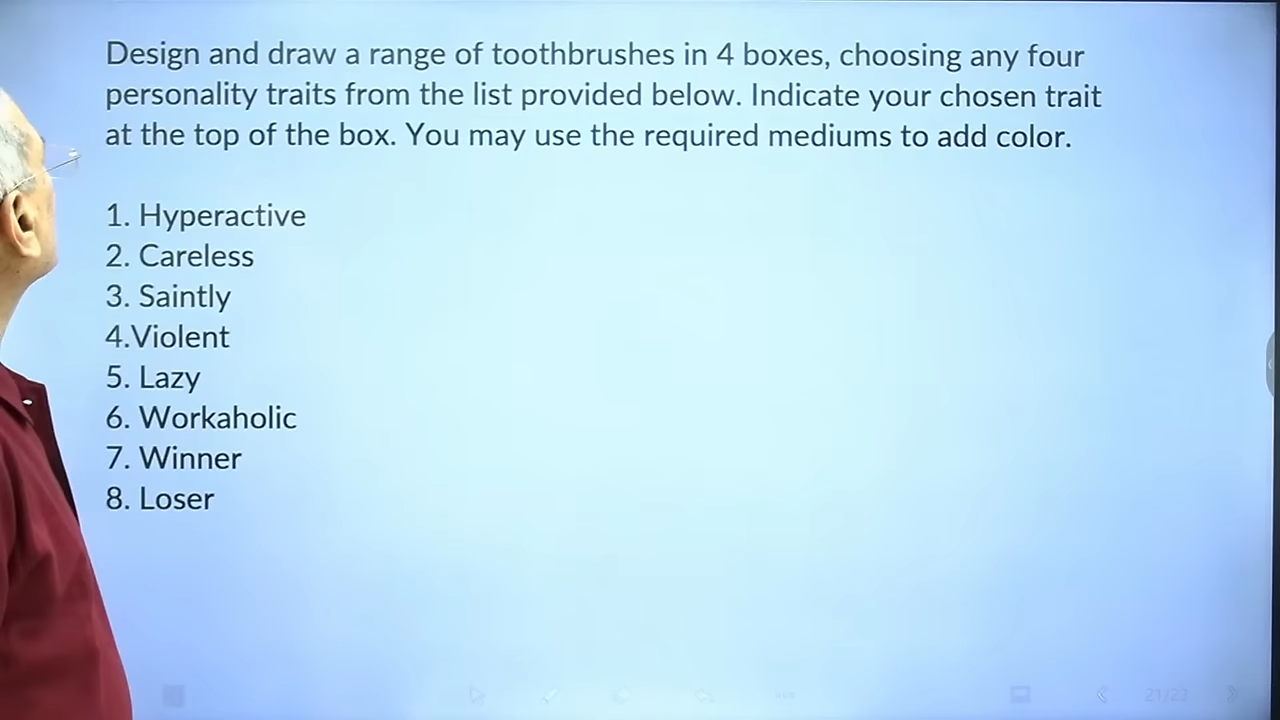 Design and draw a range of toothbrushes in 4 boxes, choosing any four
personality traits from the list provided below. Indicate your chosen trait
at the top of the box. You may use the required mediums to add color.
1. Hyperactive
2. Careless
3. Saintly
4.Violent
5. Lazy
6. Workaholic
7. Winner
8. Loser
21/23